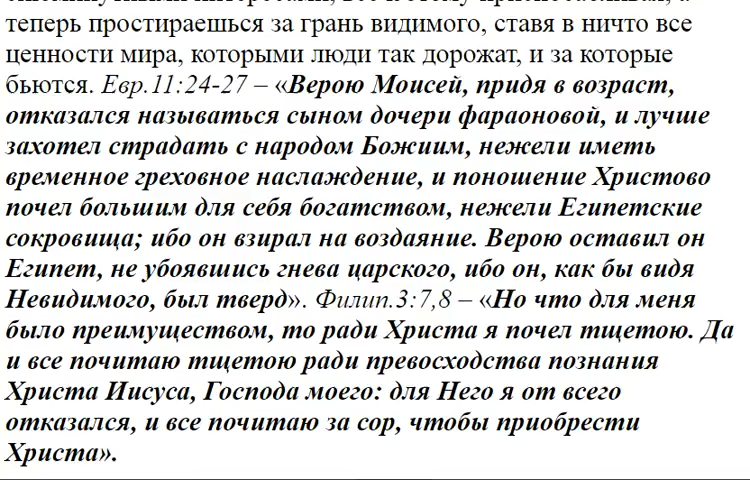 теперь простираешься за грань видимого, ставя в ничто все
ценности мира, которыми люди так дорожат, и за которые
бьются. Евр.11:24-27 – «Верою Моисей, придя в возраст,
отказался называться сыном дочери фараоновой, и лучше
захотел страдать с народом Божиим, нежели иметь
временное греховное наслаждение, и поношение Христово
почел большим для себя богатством, нежели Египетские
сокровища; ибо он взирал на воздаяние. Верою оставил он
Египет, не убоявшись гнева царского, ибо он, как бы видя
Невидимого, был тверд». Филип.3:7,8 – «Но что для меня
было преимуществом, то ради Христа я почел тщетою. Да
и все почитаю тщетою ради превосходства познания
Христа Иисуса, Господа моего: для Него я от всего
отказался, и все почитаю за сор, чтобы приобрести
Христа».